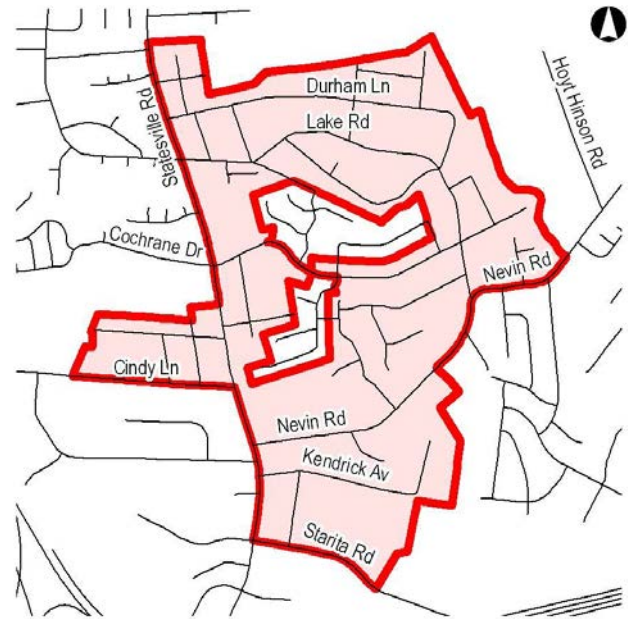 Durham Ln
Lake Rd
Hoyt Hinson Rd
Statesville Rd
Cochrane Dr
Nevin Rd
Cindy Ln
Nevin Rd
Kendrick Av
Starita Rd